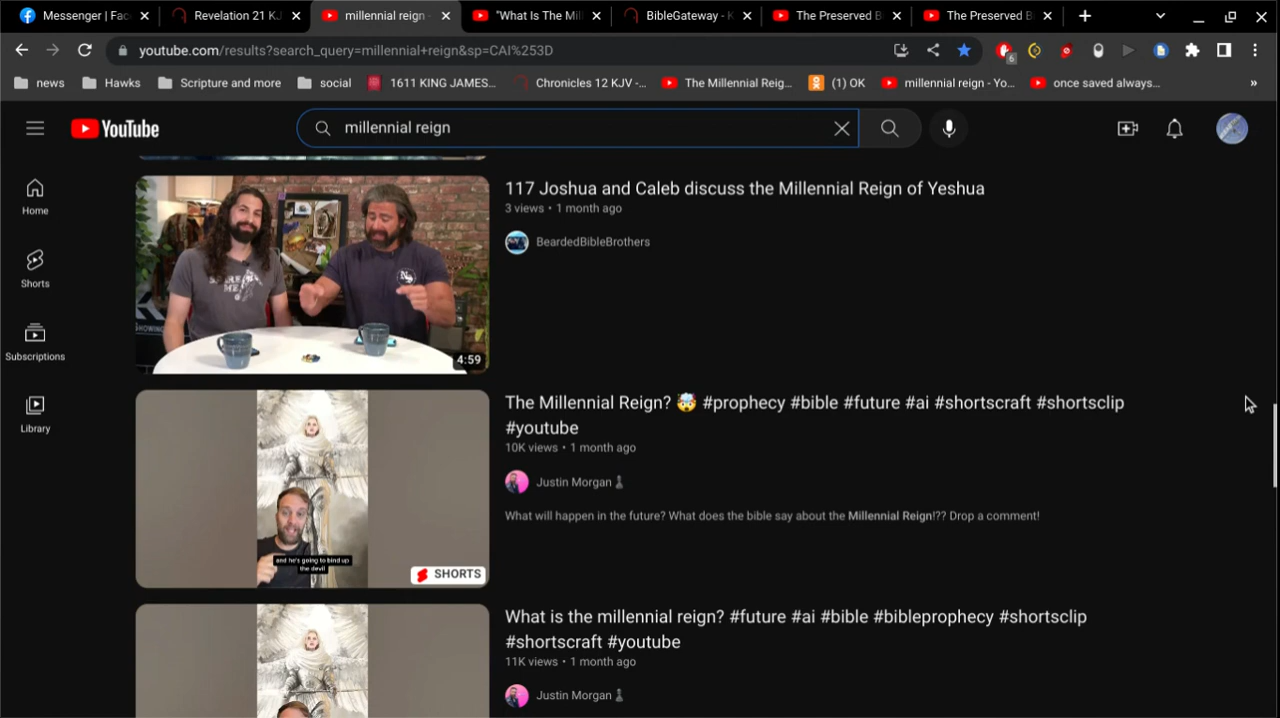 Messenger | Fac
Revelation 21 KJ
millennial reign -
"What Is The Mil
BibleGateway - K
The Preserved B
The Preserved B
youtube.com/results?search_query=millennial+reign&sp=CAI%253D
6
news
Hawks
Scripture and more
social
1611 KING JAMES...
Chronicles 12 KJV -...
The Millennial Reig...
(1) OK
millennial reign - Yo...
once saved always...
»
YouTube
millennial reign
Home
Shorts
Subscriptions
Library
117 Joshua and Caleb discuss the Millennial Reign of Yeshua
3 views • 1 month ago
BeardedBibleBrothers
4:59
The Millennial Reign? 🤯 #prophecy #bible #future #ai #shortscraft #shortsclip
#youtube
10K views • 1 month ago
Justin Morgan
What will happen in the future? What does the bible say about the Millennial Reign!?? Drop a comment!
and he's going to bind up
the devil
SHORTS
What is the millennial reign? #future #ai #bible #bibleprophecy #shortsclip
#shortscraft #youtube
11K views • 1 month ago
Justin Morgan